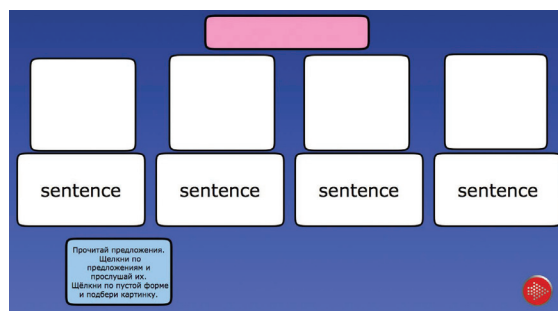 sentence
sentence
sentence
sentence
Прочитай предложения.
Щелкни по
предложениям и
прослушай их.
Щёлкни по пустой форме
и подбери картинку.